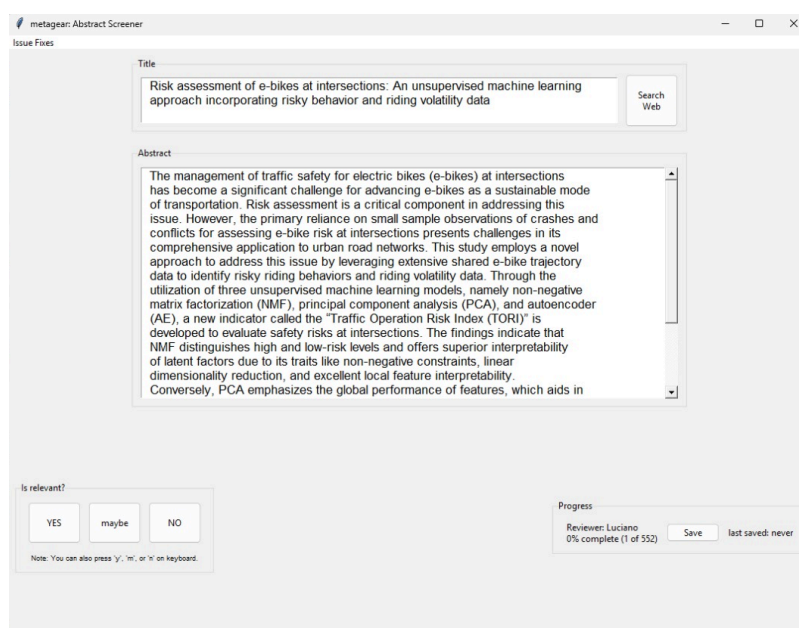 metagear: Abstract Screener
Issue Fixes
Title
Risk assessment of e-bikes at intersections: An unsupervised machine learning
approach incorporating risky behavior and riding volatility data
Search
Web
Abstract
The management of traffic safety for electric bikes (e-bikes) at intersections
has become a significant challenge for advancing e-bikes as a sustainable mode
of transportation. Risk assessment is a critical component in addressing this
issue. However, the primary reliance on small sample observations of crashes and
conflicts for assessing e-bike risk at intersections presents challenges in its
comprehensive application to urban road networks. This study employs a novel
approach to address this issue by leveraging extensive shared e-bike trajectory
data to identify risky riding behaviors and riding volatility data. Through the
utilization of three unsupervised machine learning models, namely non-negative
matrix factorization (NMF), principal component analysis (PCA), and autoencoder
(AE), a new indicator called the “Traffic Operation Risk Index (TORI)” is
developed to evaluate safety risks at intersections. The findings indicate that
NMF distinguishes high and low-risk levels and offers superior interpretability
of latent factors due to its traits like non-negative constraints, linear
dimensionality reduction, and excellent local feature interpretability.
Conversely, PCA emphasizes the global performance of features, which aids in
Is relevant?
YES
maybe
NO
Note: You can also press 'y', 'm', or 'n' on keyboard.
Progress
Reviewer: Luciano
0% complete (1 of 552)
Save
last saved: never